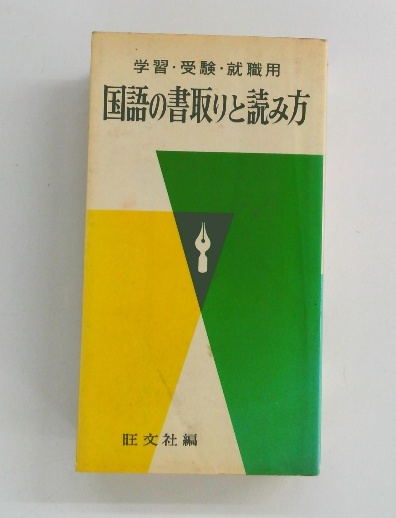 学習・受験・就職用
国語の書取りと読み方
旺文社編